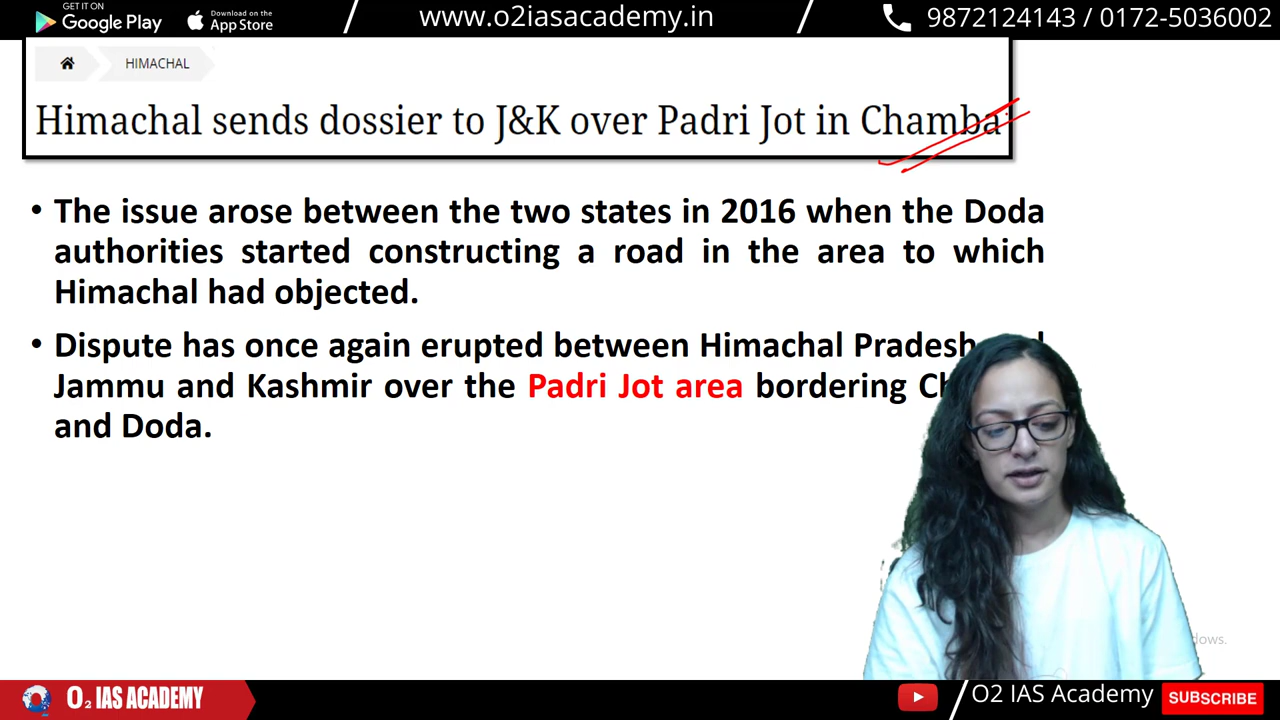 GET IT ON
Google Play
Download on the
App Store
www.o2iasacademy.in
9872124143 / 0172-5036002
HIMACHAL
Himachal sends dossier to J&K over Padri Jot in Chamba
• The issue arose between the two states in 2016 when the Doda
authorities started constructing a road in the area to which
Himachal had objected.
• Dispute has once again erupted between Himachal Pradesh
Jammu and Kashmir over the Padri Jot area bordering
and Doda.
O2 IAS ACADEMY
O2 IAS Academy
SUBSCRIBE